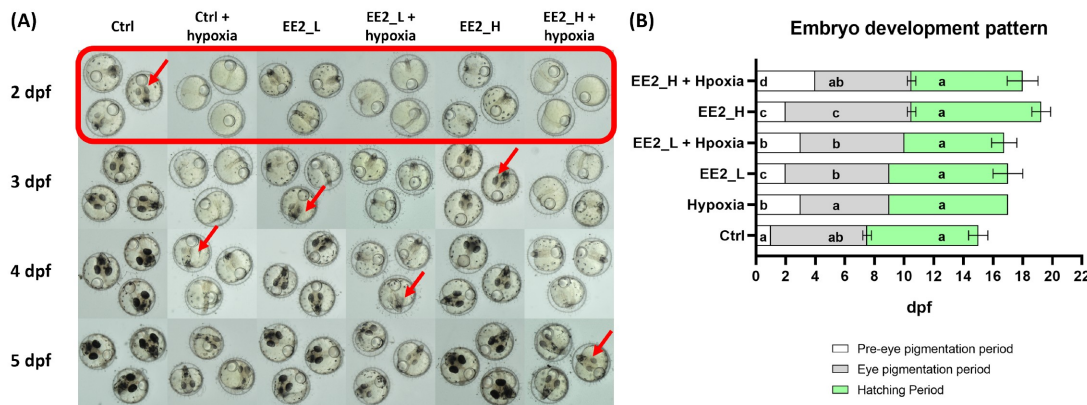 (A)
Ctrl
Ctrl +
hypoxia
EE2_L
EE2_L +
hypoxia
EE2_H
EE2_H +
hypoxia
2 dpf
3 dpf
4 dpf
5 dpf
(B)
Embryo development pattern
EE2_H + Hpoxia d ab a
EE2_H c c a
EE2_L + Hpoxia b b a
EE2_L c b a
Hypoxia b a a
Ctrl a ab a
0 2 4 6 8 10 12 14 16 18 20 22
dpf
Pre-eye pigmentation period
Eye pigmentation period
Hatching Period